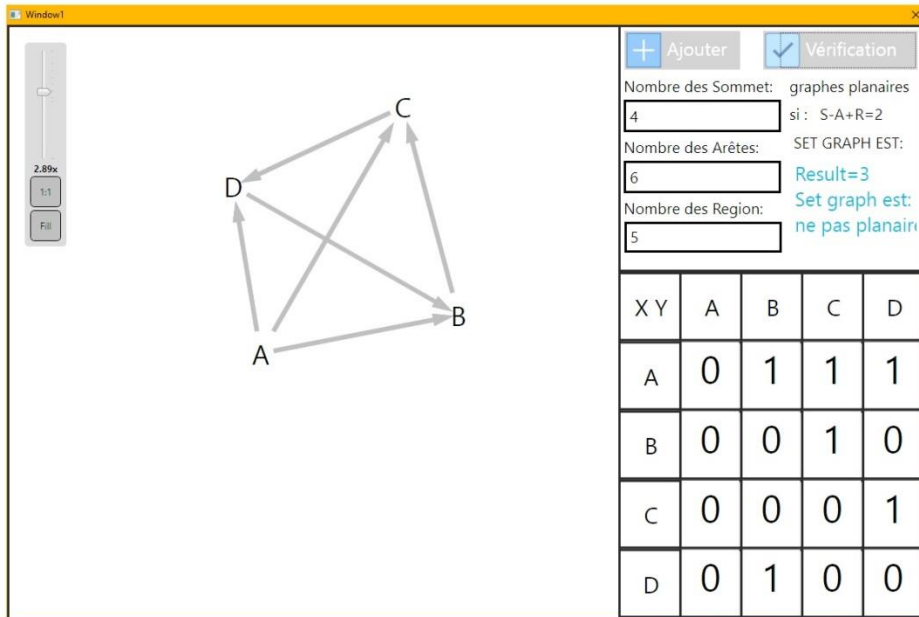 Window1
Ajouter
Vérification
2.89x
1:1
Fill
C
D
B
A
Nombre des Sommet:
4
Nombre des Arêtes:
6
Nombre des Region:
5
graphes planaires
si : S-A+R=2
SET GRAPH EST:
Result=3
Set graph est:
ne pas planair
X Y A B C D
A 0 1 1 1
B 0 0 1 0
C 0 0 0 1
D 0 1 0 0